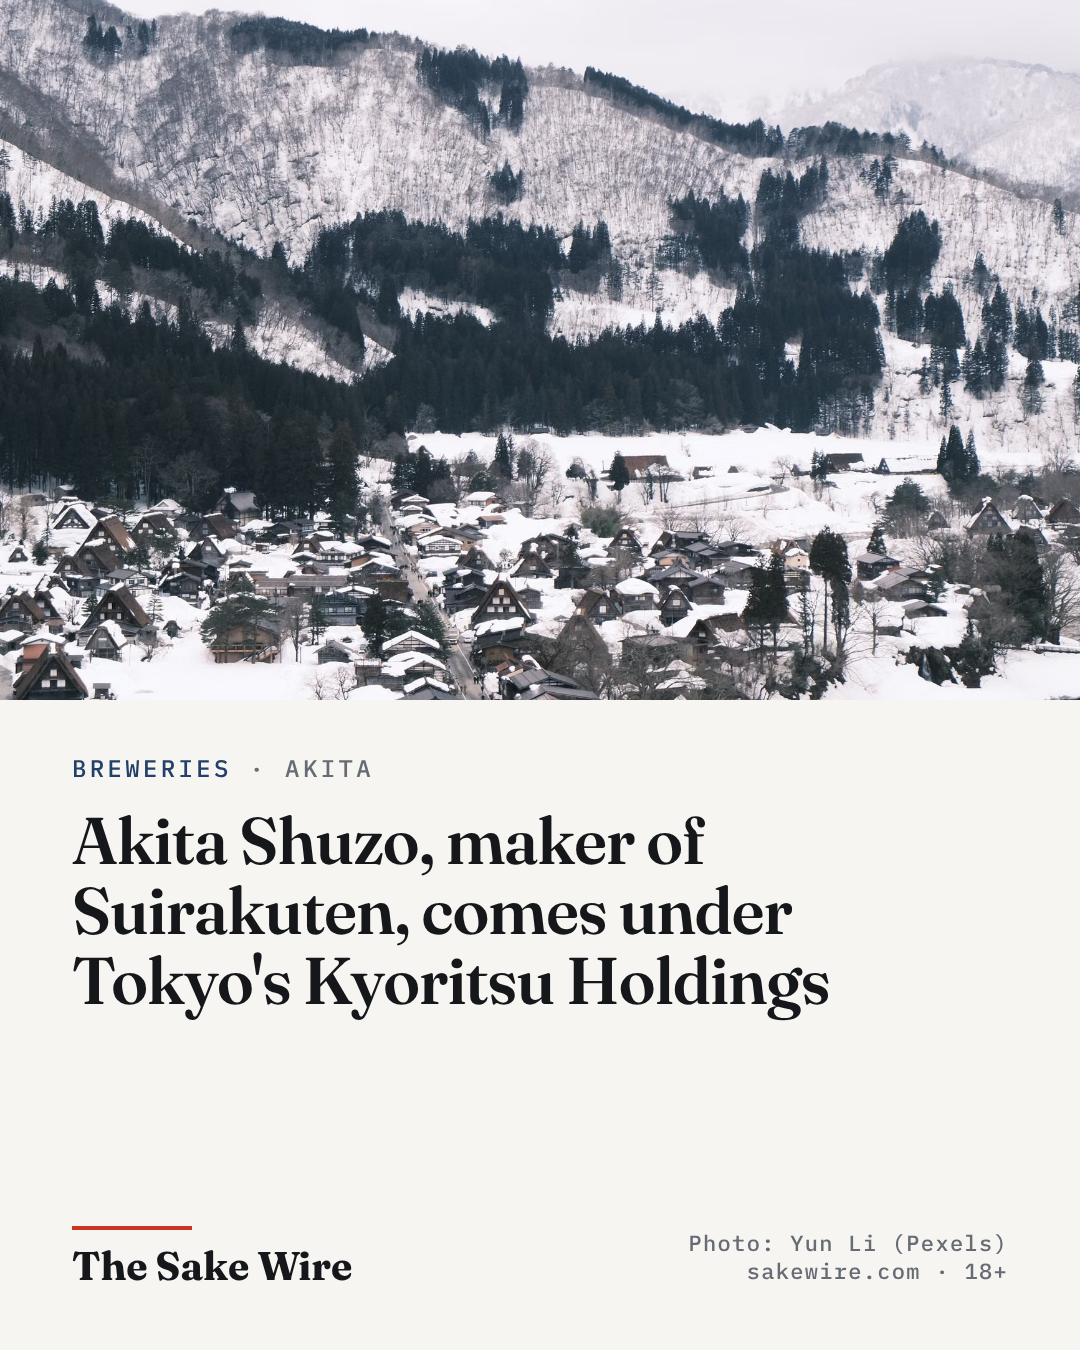 BREWERIES · AKITA
Akita Shuzo, maker of
Suirakuten, comes under
Tokyo's Kyoritsu Holdings
The Sake Wire
Photo: Yun Li (Pexels)
sakewire.com · 18+